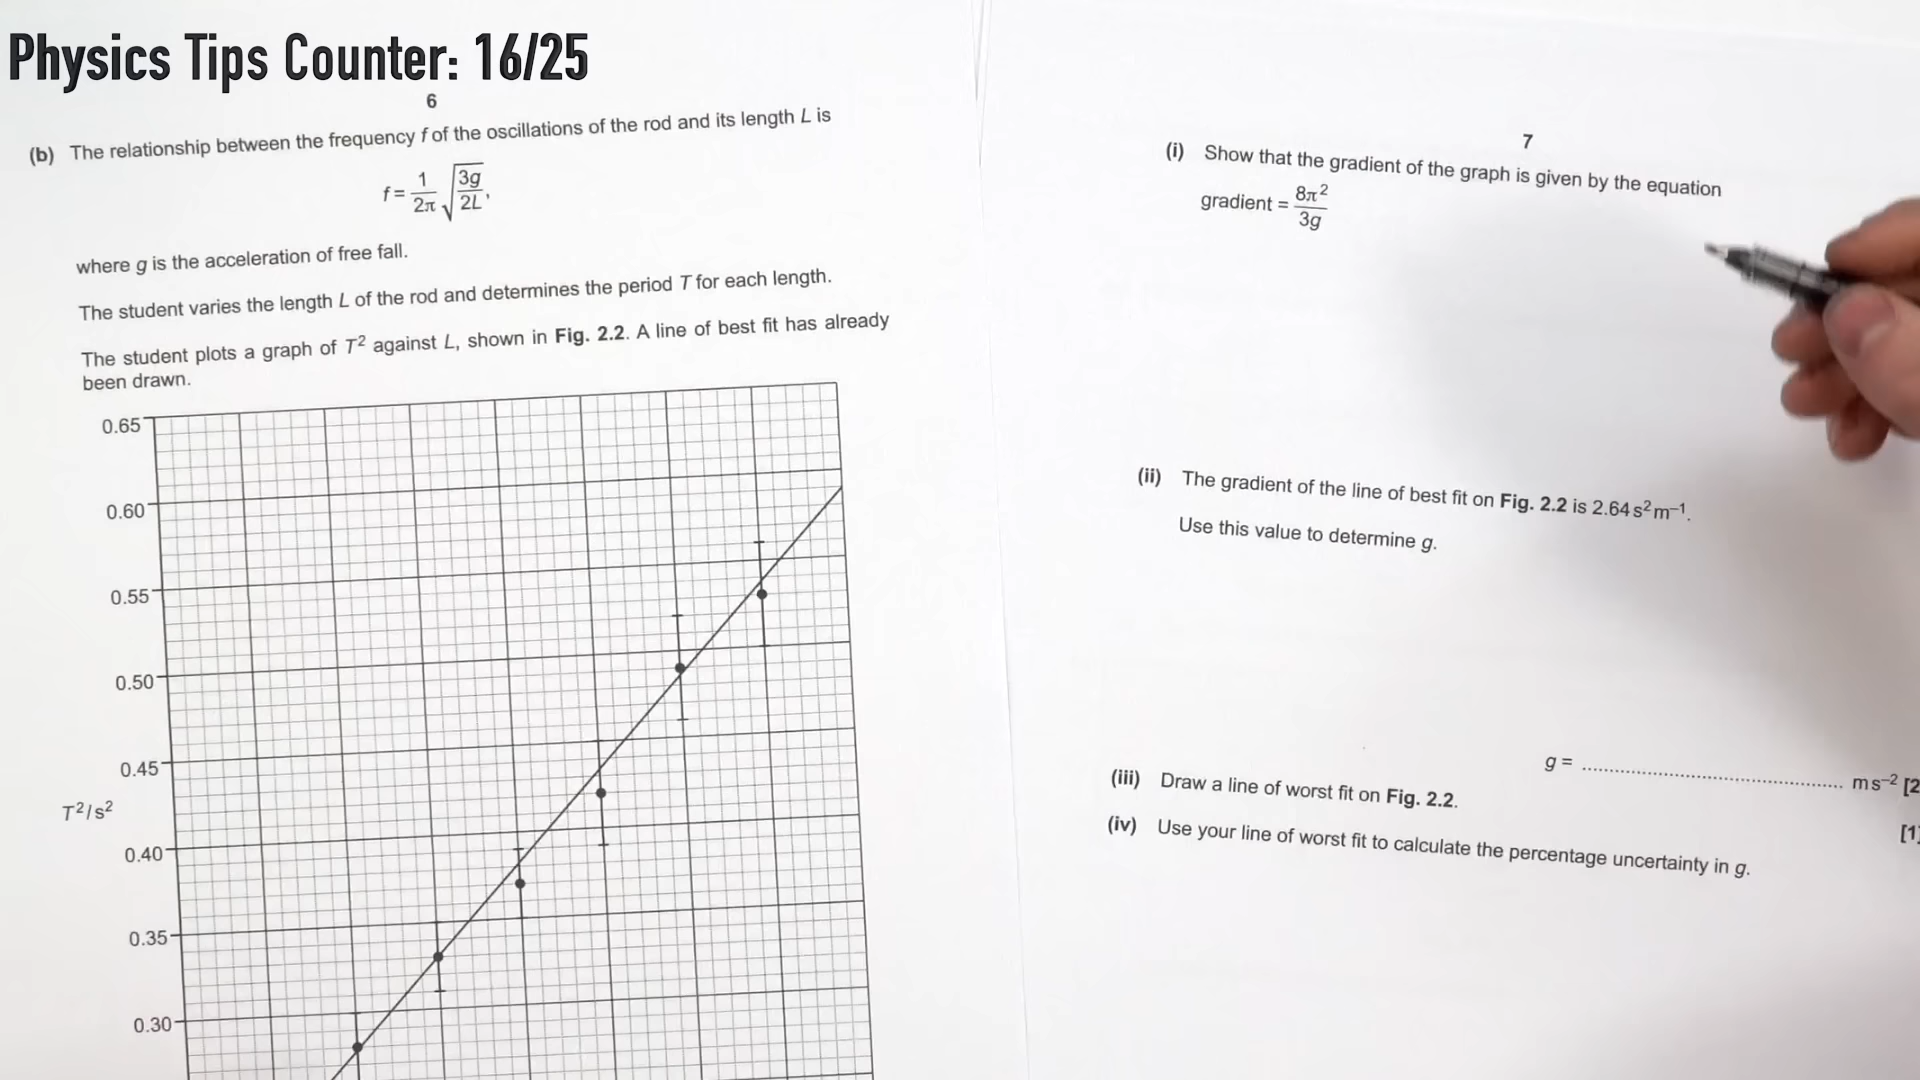 Physics Tips Counter: 16/25
6
(b) The relationship between the frequency f of the oscillations of the rod and its length L is
f = 1/2π √(3g/2L),
where g is the acceleration of free fall.
The student varies the length L of the rod and determines the period T for each length.
The student plots a graph of T² against L, shown in Fig. 2.2. A line of best fit has already
been drawn.
0.65
0.60
0.55
0.50
0.45
T²/s²
0.40
0.35
0.30
7
(i) Show that the gradient of the graph is given by the equation
gradient = 8π²/3g
(ii) The gradient of the line of best fit on Fig. 2.2 is 2.64 s² m⁻¹.
Use this value to determine g.
g = ........................................ m s⁻² [2
(iii) Draw a line of worst fit on Fig. 2.2.
[1]
(iv) Use your line of worst fit to calculate the percentage uncertainty in g.